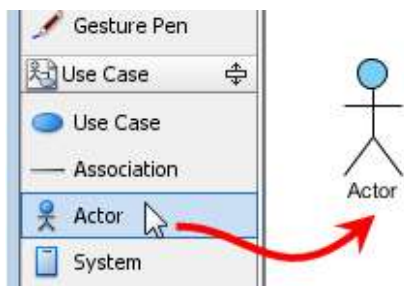 Gesture Pen
Use Case
Use Case
Association
Actor
System
Actor